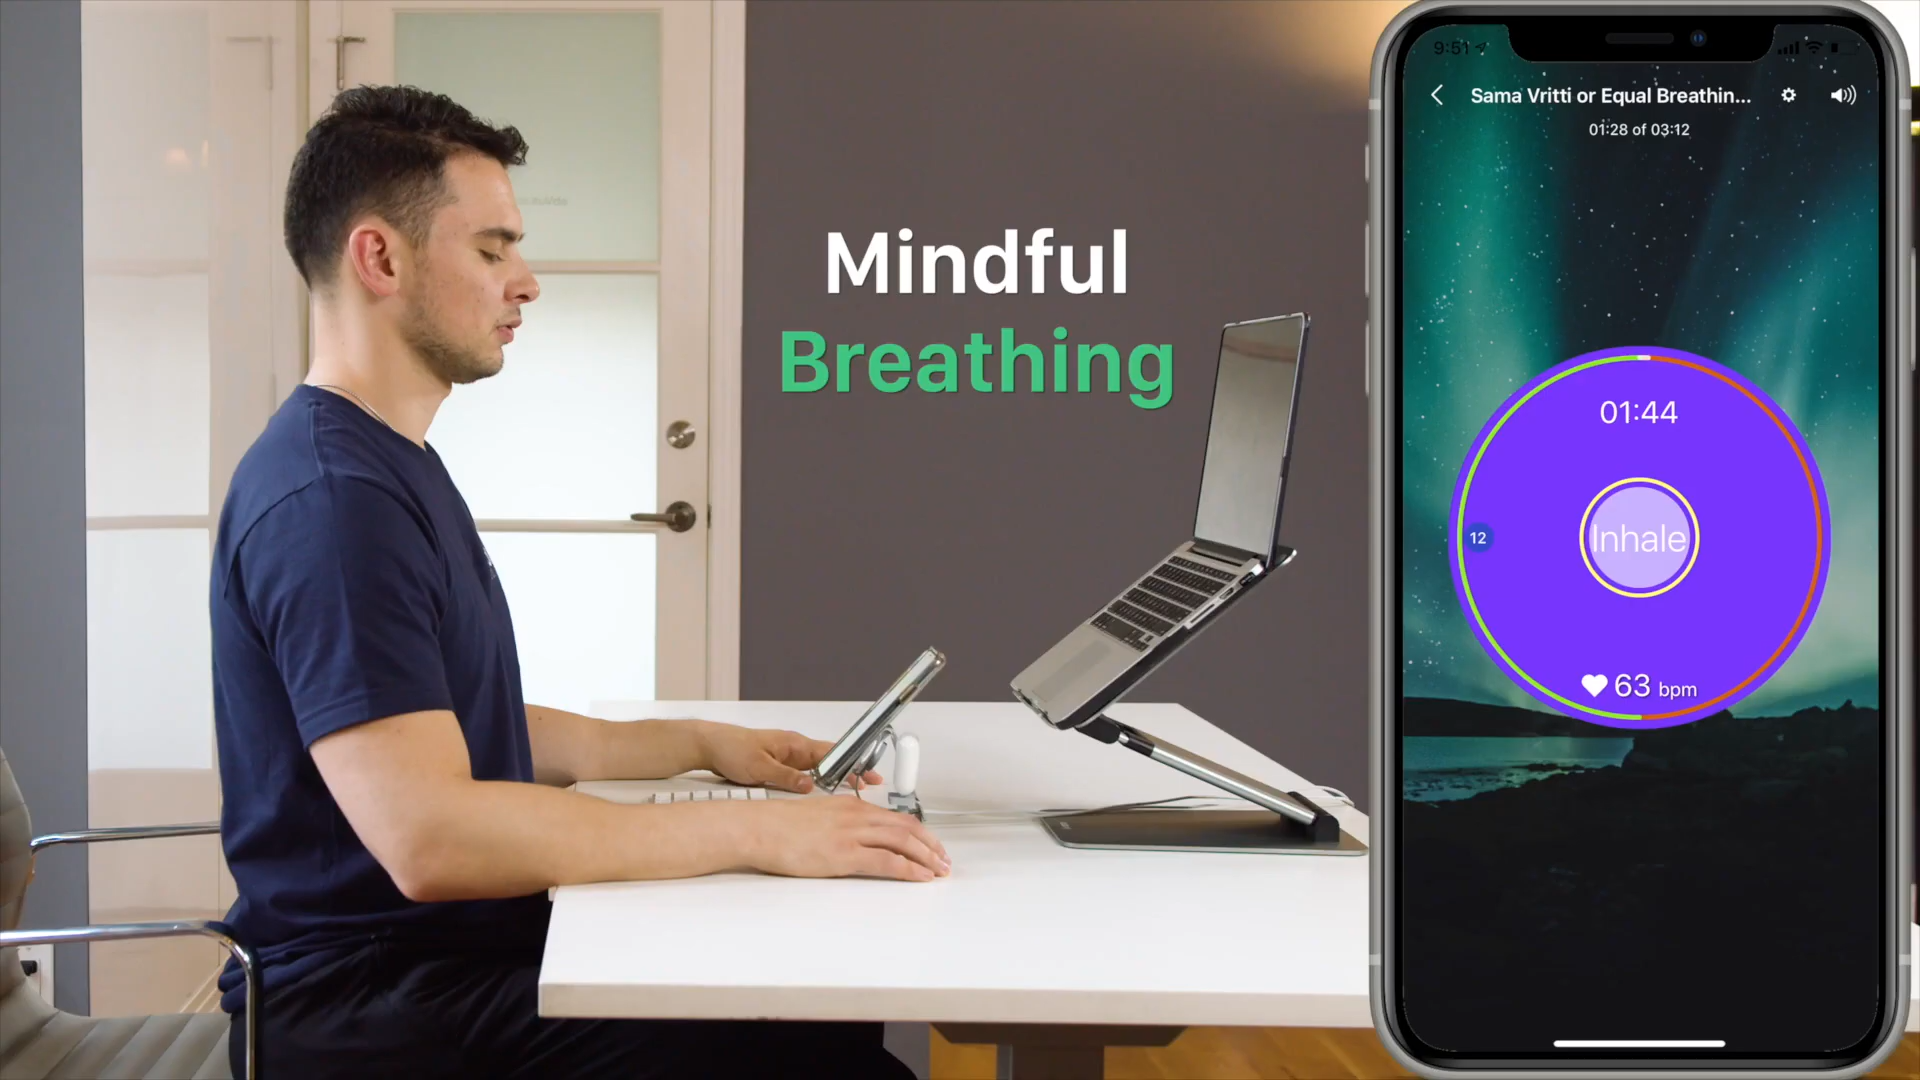 Mindful
Breathing
9:51
Sama Vritti or Equal Breathin...
01:28 of 03:12
01:44
12
Inhale
63 bpm